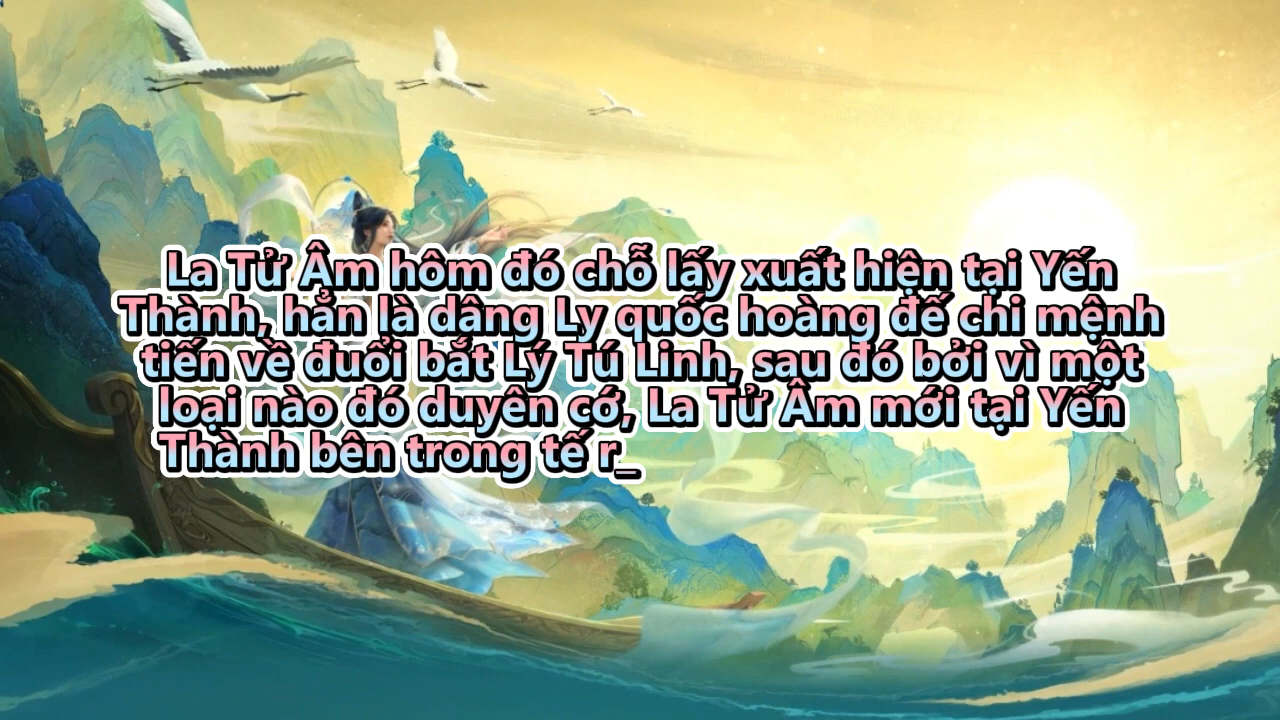 La Tử Âm hôm đó chỗ lấy xuất hiện tại Yến
Thành, hẳn là dâng Ly quốc hoàng đế chi mệnh
tiến về đuổi bắt Lý Tú Linh, sau đó bởi vì một
loại nào đó duyên cớ, La Tử Âm mới tại Yến
Thành bên trong tế r_